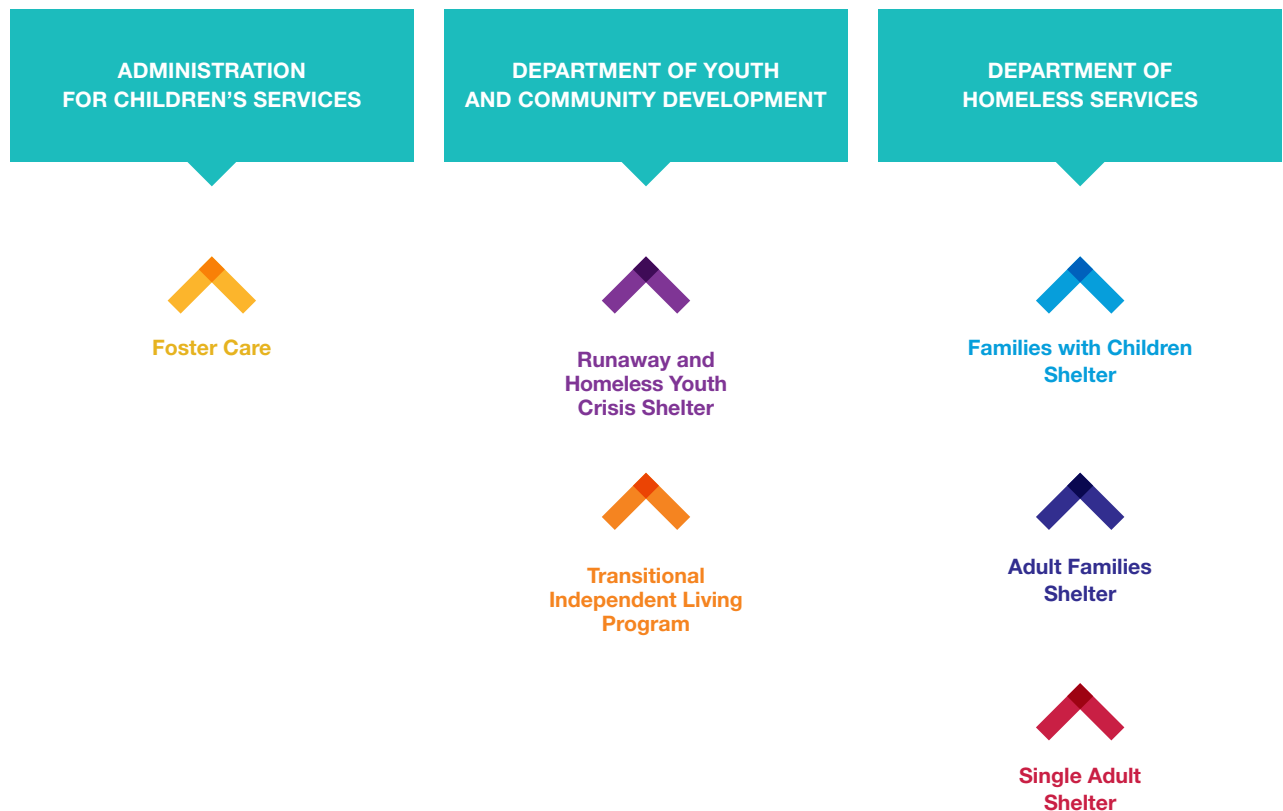 ADMINISTRATION
FOR CHILDREN’S SERVICES
Foster Care
DEPARTMENT OF YOUTH
AND COMMUNITY DEVELOPMENT
Runaway and
Homeless Youth
Crisis Shelter
Transitional
Independent Living
Program
DEPARTMENT OF
HOMELESS SERVICES
Families with Children
Shelter
Adult Families
Shelter
Single Adult
Shelter